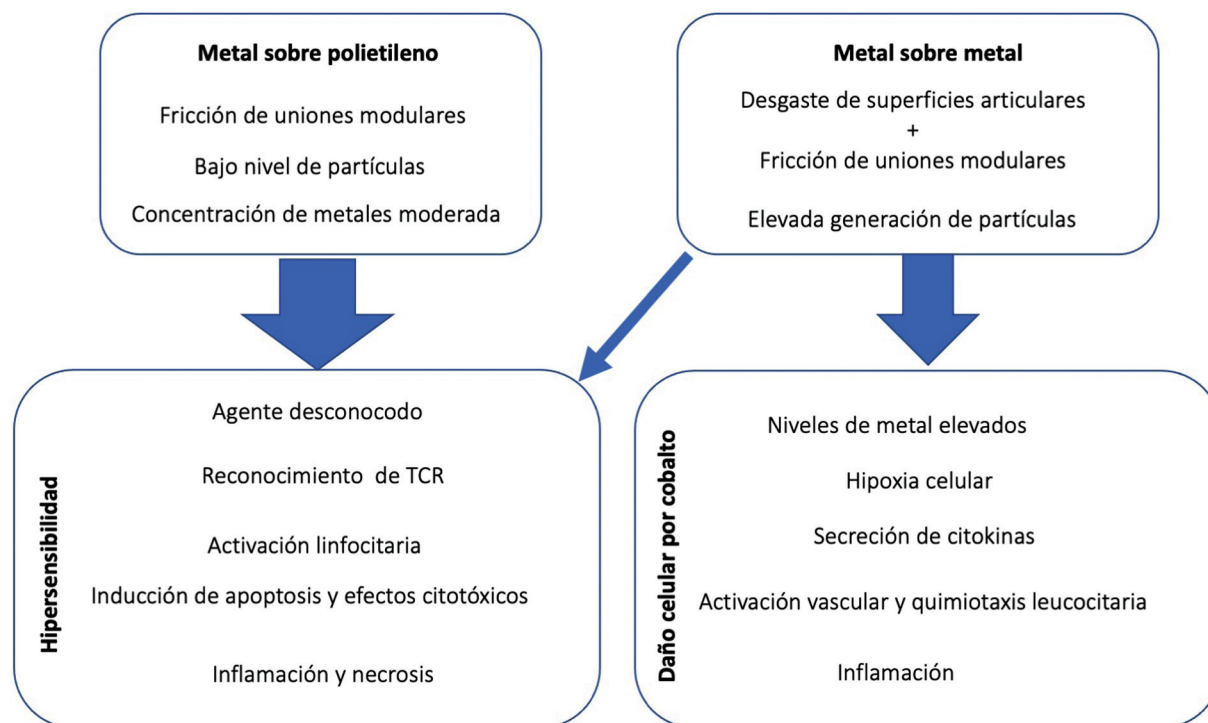 Metal sobre polietileno
Fricción de uniones modulares
Bajo nivel de partículas
Concentración de metales moderada
Metal sobre metal
Desgaste de superficies articulares
+
Fricción de uniones modulares
Elevada generación de partículas
Hipersensibilidad
Agente desconocodo
Reconocimiento de TCR
Activación linfocitaria
Inducción de apoptosis y efectos citotóxicos
Inflamación y necrosis
Daño celular por cobalto
Niveles de metal elevados
Hipoxia celular
Secreción de citokinas
Activación vascular y quimiotaxis leucocitaria
Inflamación